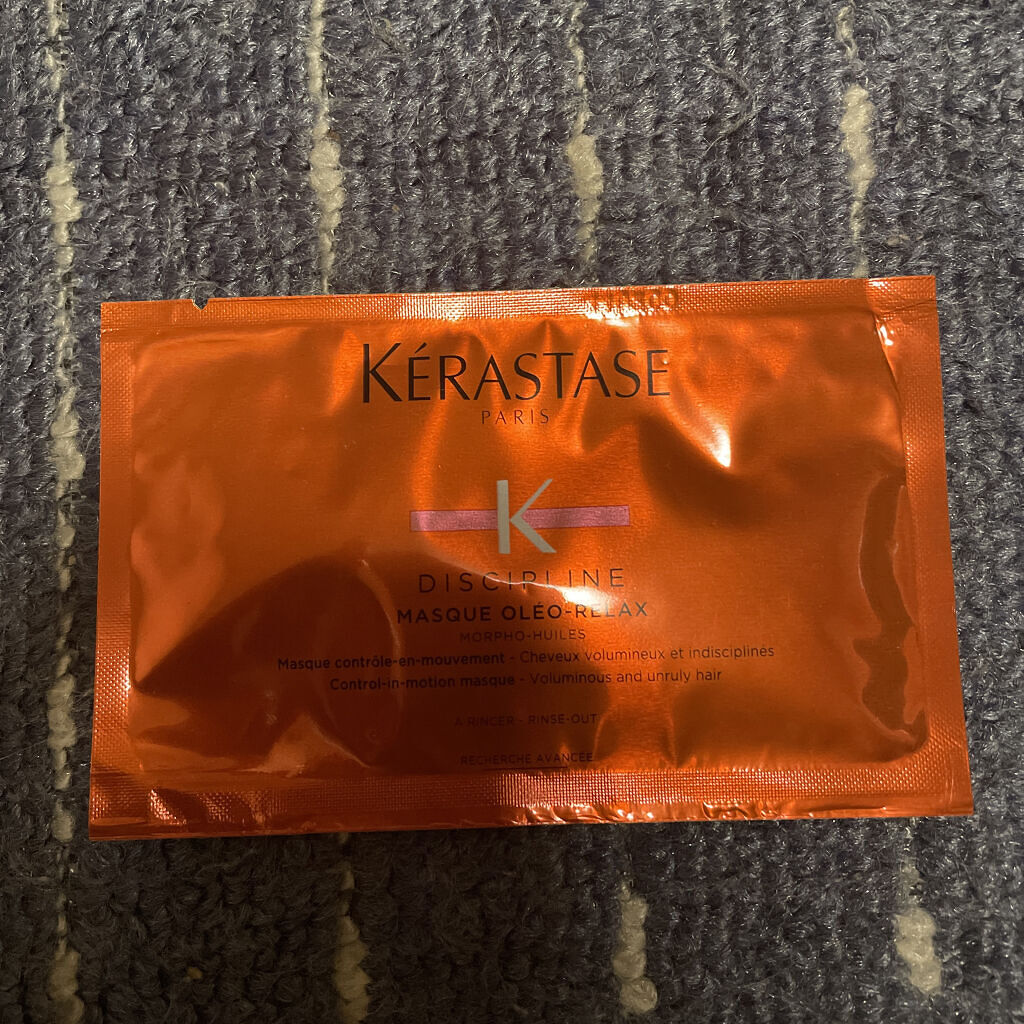 KÉRASTASE
PARIS
K
DISCIPLINE
MASQUE OLÉO-RELAX
MORPHO-HUILES
Masque contrôle-en-mouvement - Cheveux volumineux et indisciplinés
Control-in-motion masque - Voluminous and unruly hair
A RINCER - RINSE-OUT
RECHERCHE AVANCÉE